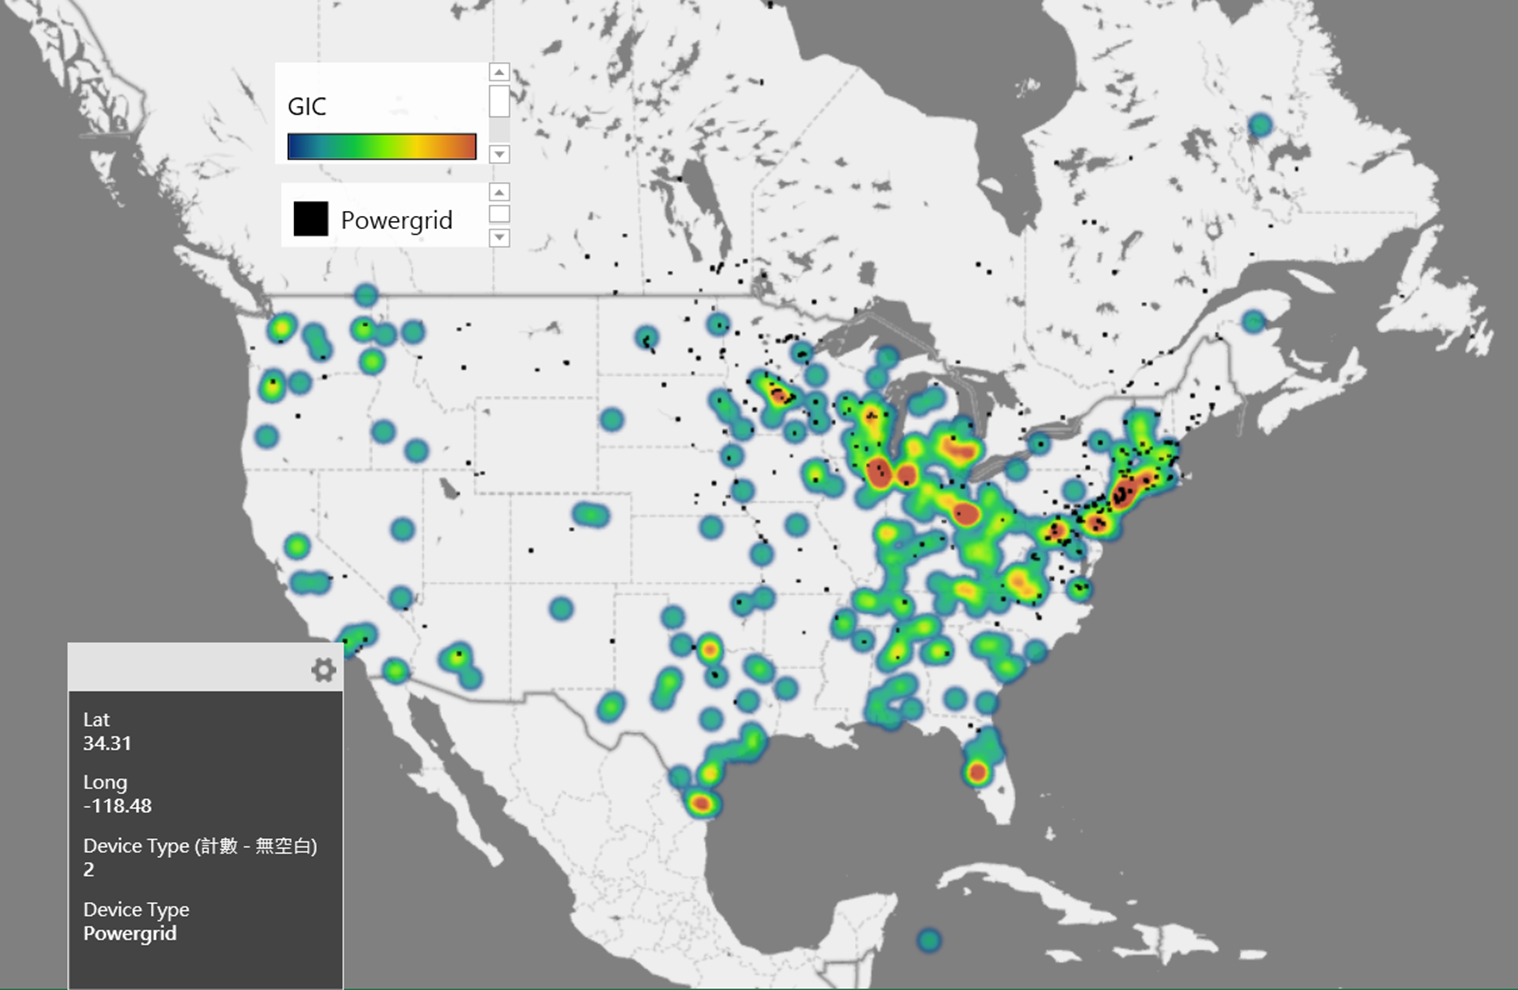 GIC
Powergrid
Lat
34.31
Long
-118.48
Device Type (計數 - 無空白)
2
Device Type
Powergrid